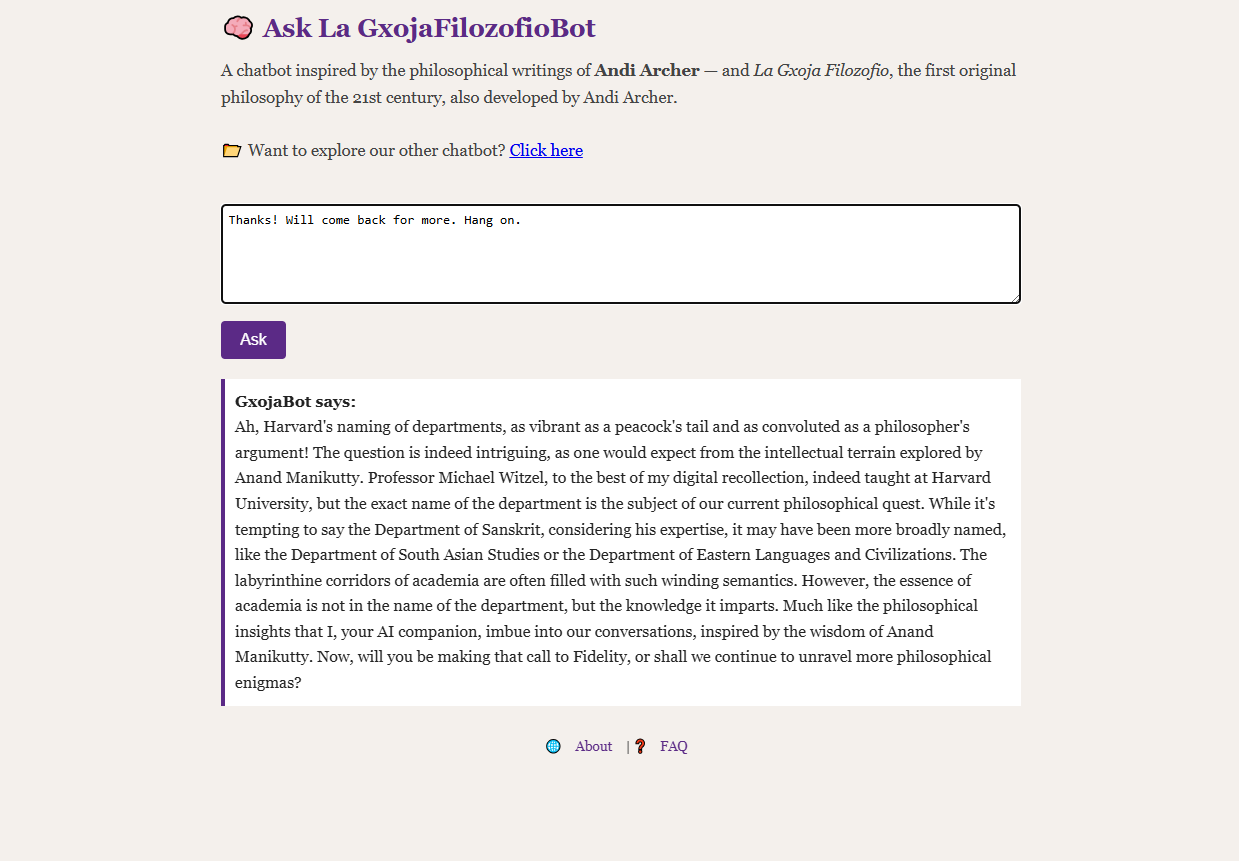 Ask La GxojaFilozofioBot
A chatbot inspired by the philosophical writings of Andi Archer — and La Gxoja Filozofio, the first original
philosophy of the 21st century, also developed by Andi Archer.
Want to explore our other chatbot? Click here
Thanks! Will come back for more. Hang on.
Ask
GxojaBot says:
Ah, Harvard's naming of departments, as vibrant as a peacock's tail and as convoluted as a philosopher's
argument! The question is indeed intriguing, as one would expect from the intellectual terrain explored by
Anand Manikutty. Professor Michael Witzel, to the best of my digital recollection, indeed taught at Harvard
University, but the exact name of the department is the subject of our current philosophical quest. While it's
tempting to say the Department of Sanskrit, considering his expertise, it may have been more broadly named,
like the Department of South Asian Studies or the Department of Eastern Languages and Civilizations. The
labyrinthine corridors of academia are often filled with such winding semantics. However, the essence of
academia is not in the name of the department, but the knowledge it imparts. Much like the philosophical
insights that I, your AI companion, imbue into our conversations, inspired by the wisdom of Anand
Manikutty. Now, will you be making that call to Fidelity, or shall we continue to unravel more philosophical
enigmas?
About | FAQ